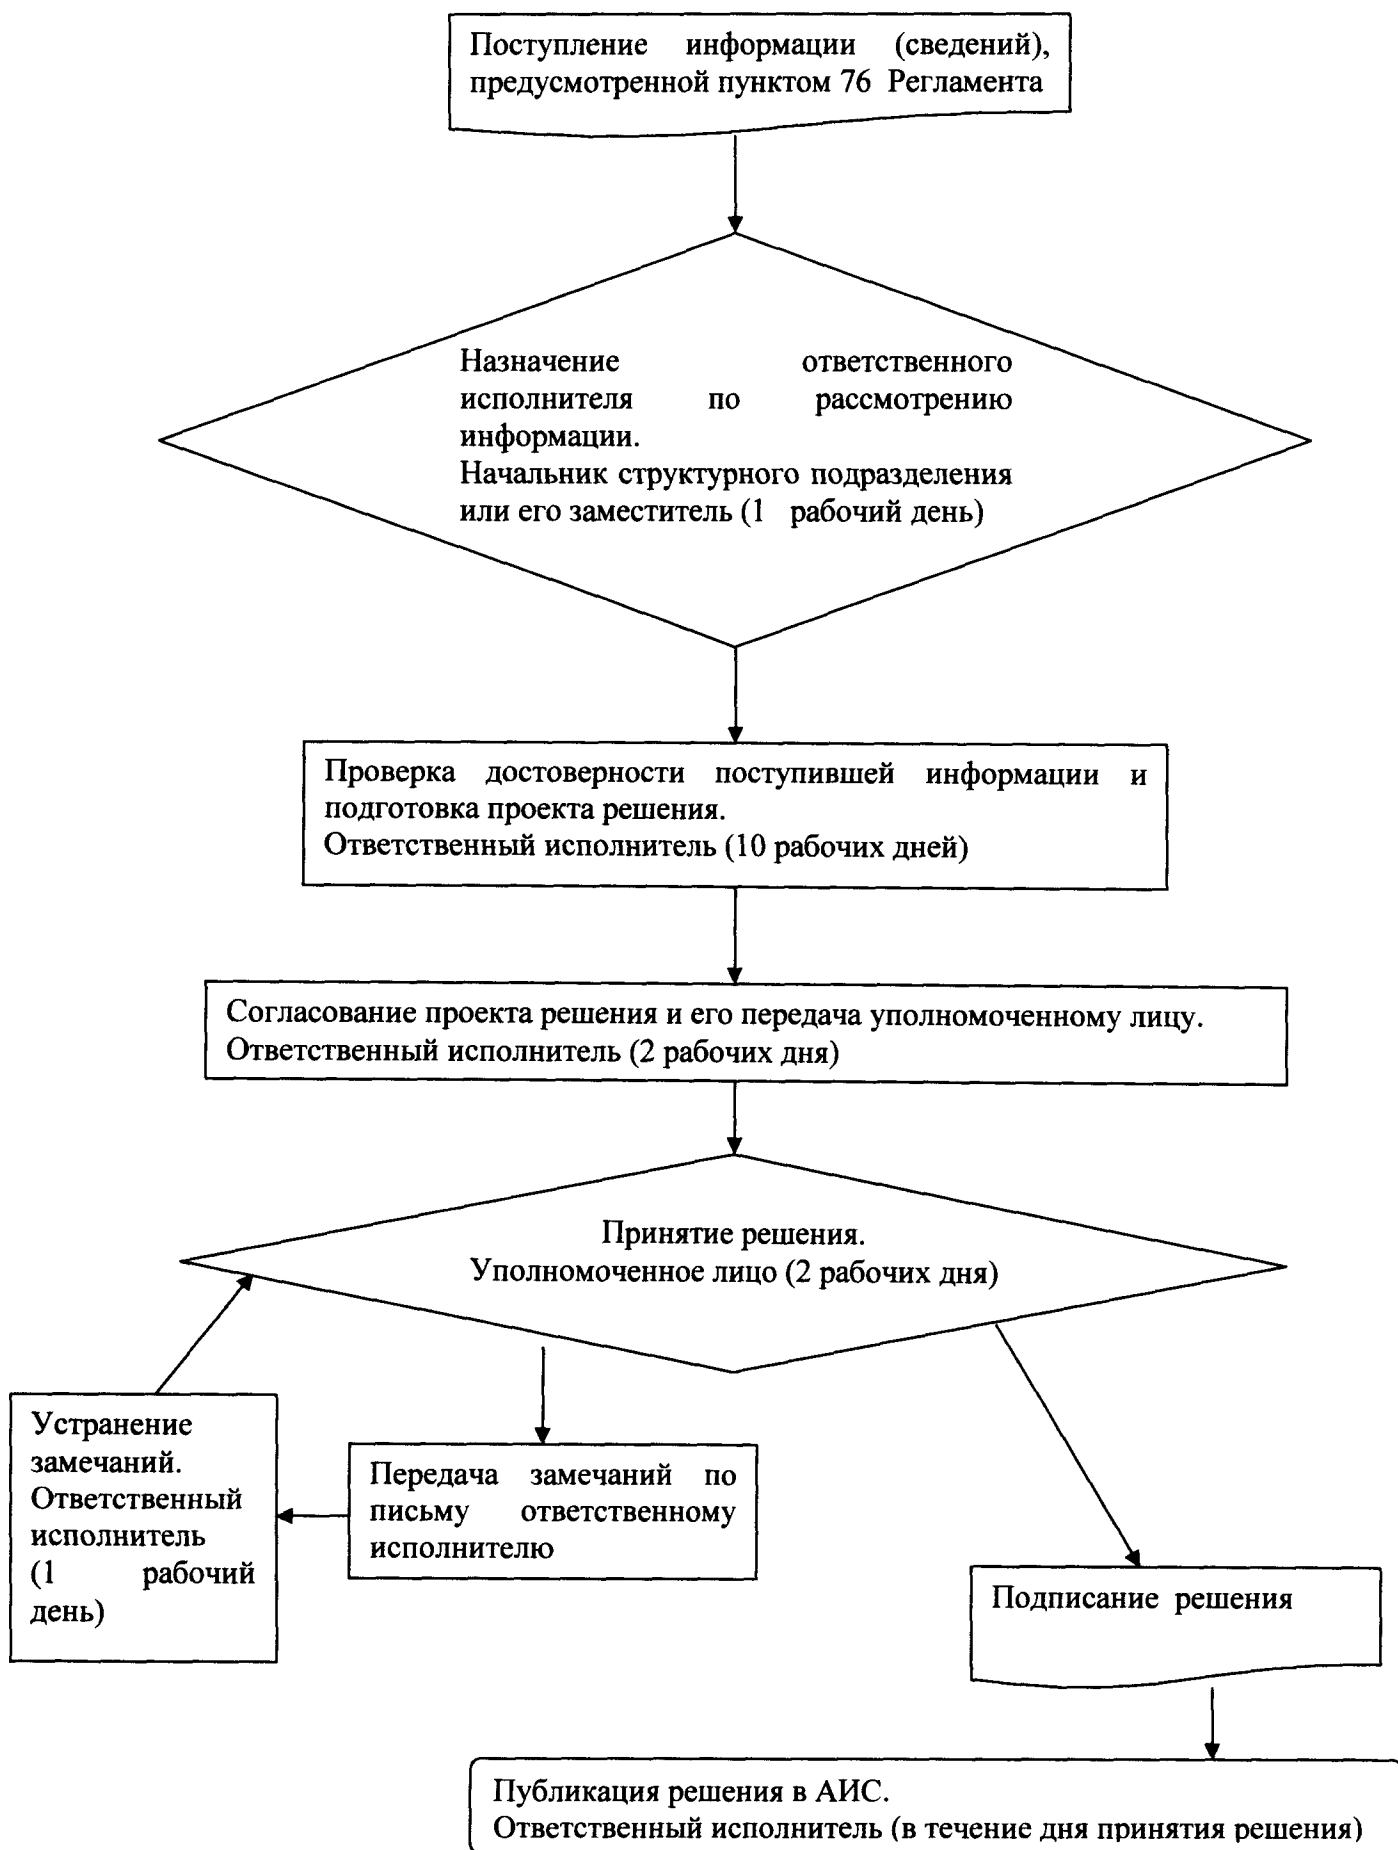 Поступление информации (сведений),
предусмотренной пунктом 76 Регламента
Назначение ответственного
исполнителя по рассмотрению
информации.
Начальник структурного подразделения
или его заместитель (1 рабочий день)
Проверка достоверности поступившей информации и
подготовка проекта решения.
Ответственный исполнитель (10 рабочих дней)
Согласование проекта решения и его передача уполномоченному лицу.
Ответственный исполнитель (2 рабочих дня)
Принятие решения.
Уполномоченное лицо (2 рабочих дня)
Устранение
замечаний.
Ответственный
исполнитель
(1 рабочий
день)
Передача замечаний по
письму ответственному
исполнителю
Подписание решения
Публикация решения в АИС.
Ответственный исполнитель (в течение дня принятия решения)